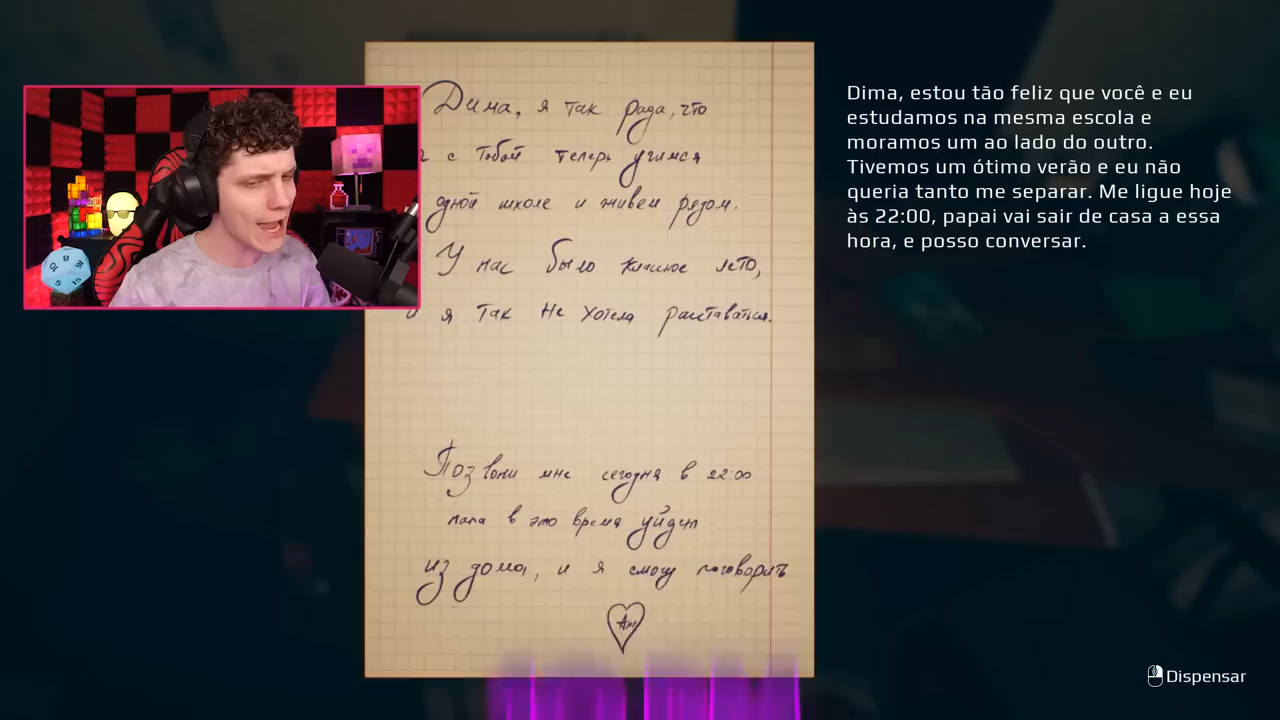 Дима, я так рада, что
с тобой теперь учимся
одной школе и живем рядом.
У нас было классное лето,
и я так не хотела расставаться.
Позвони мне сегодня в 22:00
папа в это время уйдет
из дома, и я смогу поговорить
Dima, estou tão feliz que você e eu
estudamos na mesma escola e
moramos um ao lado do outro.
Tivemos um ótimo verão e eu não
queria tanto me separar. Me ligue hoje
às 22:00, papai vai sair de casa a essa
hora, e posso conversar.
Dispensar